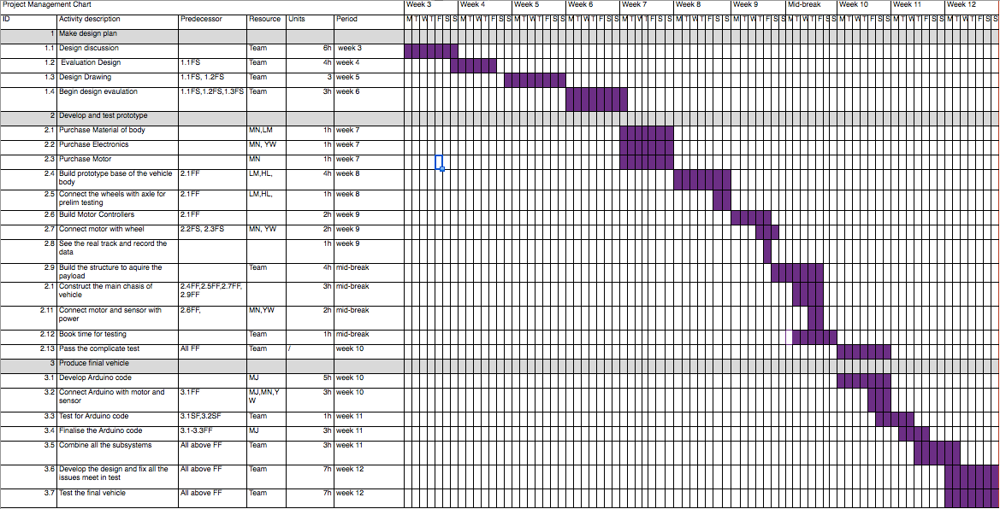 Project Management Chart Week 3 Week 4 Week 5 Week 6 Week 7 Week 8 Week 9 Mid-break Week 10 Week 11 Week 12
ID Activity description Predecessor Resource Units Period M T W T F S S M T W T F S S M T W T F S S M T W T F S S M T W T F S S M T W T F S S M T W T F S S M T W T F S S M T W T F S S M T W T F S S M T W T F S S
1 Make design plan
1.1 Design discussion Team 6h week 3
1.2 Evaluation Design 1.1FS Team 4h week 4
1.3 Design Drawing 1.1FS, 1.2FS Team 3 week 5
1.4 Begin design evaulation 1.1FS,1.2FS,1.3FS Team 3h week 6
2 Develop and test prototype
2.1 Purchase Material of body MN,LM 1h week 7
2.2 Purchase Electronics MN, YW 1h week 7
2.3 Purchase Motor MN 1h week 7
2.4 Build prototype base of the vehicle 2.1FF LM,HL, 4h week 8
body
2.5 Connect the wheels with axle for 2.1FF LM,HL, 1h week 8
prelim testing
2.6 Build Motor Controllers 2.1FF 2h week 9
2.7 Connect motor with wheel 2.2FS, 2.3FS MN, YW 2h week 9
2.8 See the real track and record the 1h week 9
data
2.9 Build the structure to aquire the Team 4h mid-break
payload
2.1 Construct the main chasis of 2.4FF,2.5FF,2.7FF, 3h mid-break
vehicle 2.9FF
2.11 Connect motor and sensor with 2.6FF, MN,YW 2h mid-break
power
2.12 Book time for testing Team 1h mid-break
2.13 Pass the complicate test All FF Team / week 10
3 Produce finial vehicle
3.1 Develop Arduino code MJ 5h week 10
3.2 Connect Arduino with motor and 3.1FF MJ,MN,Y 3h week 10
sensor W
3.3 Test for Arduino code 3.1SF,3.2SF Team 1h week 11
3.4 Finalise the Arduino code 3.1-3.3FF MJ 3h week 11
3.5 Combine all the subsystems All above FF Team 3h week 11
3.6 Develop the design and fix all the All above FF Team 7h week 12
issues meet in test
3.7 Test the final vehicle All above FF Team 7h week 12